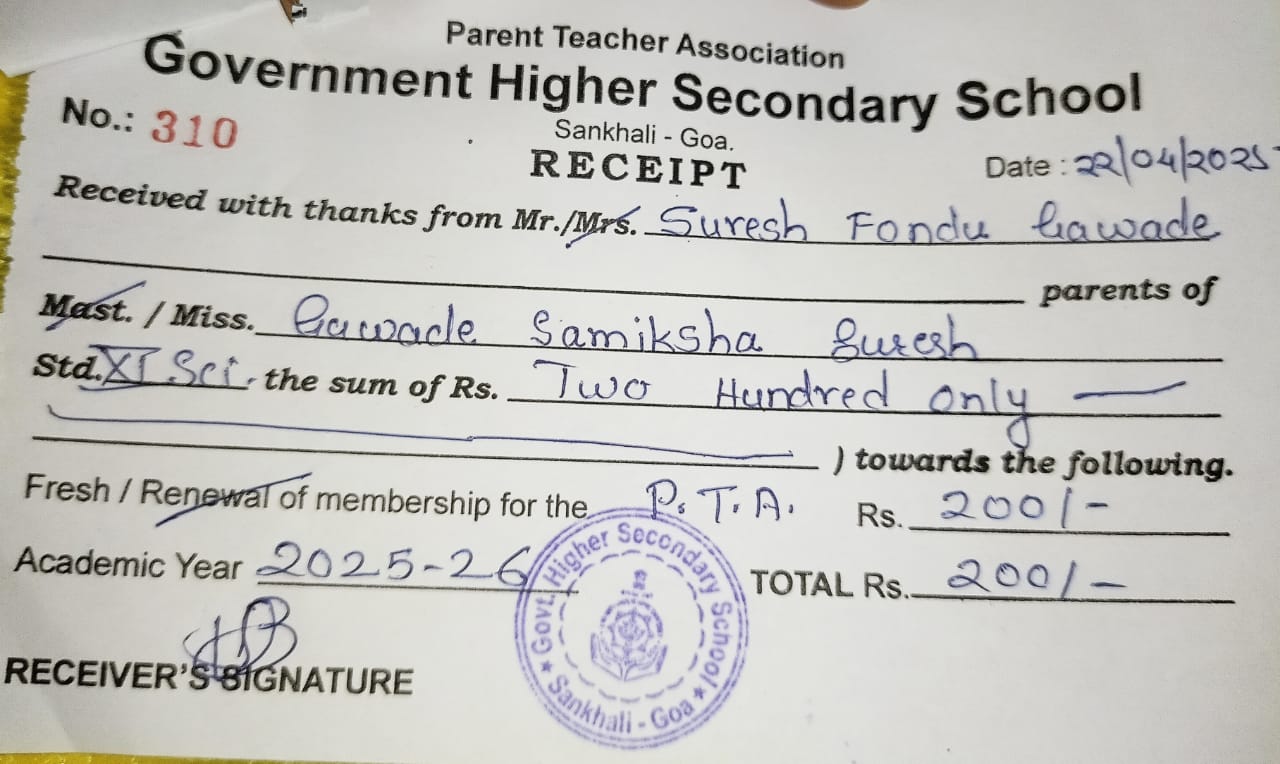 Parent Teacher Association
Government Higher Secondary School
No.: 310
Sankhali - Goa.
RECEIPT
Date : 22/04/2025
Received with thanks from Mr./Mrs. Suresh Fondu Gawade
parents of
Mast. / Miss. Gawade Samiksha Suresh
Std. XI Sci. the sum of Rs. Two Hundred only —
) towards the following.
Fresh / Renewal of membership for the P.T.A. Rs. 200/-
Academic Year 2025-26 TOTAL Rs. 200/-
RECEIVER'S SIGNATURE
Govt. Higher Secondary School ★ Sankhali - Goa ★